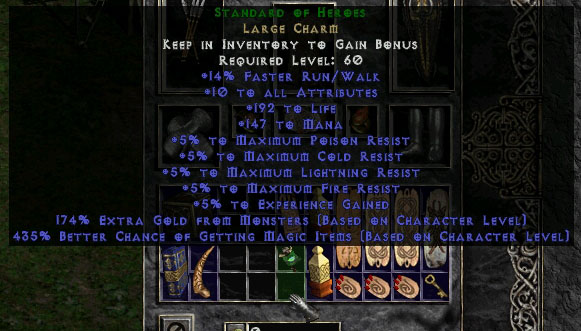 Standard of Heroes
Large Charm
Keep in Inventory to Gain Bonus
Required Level: 60
+14% Faster Run/Walk
+10 to all Attributes
+192 to Life
+147 to Mana
+5% to Maximum Poison Resist
+5% to Maximum Cold Resist
+5% to Maximum Lightning Resist
+5% to Maximum Fire Resist
+5% to Experience Gained
174% Extra Gold from Monsters (Based on Character Level)
435% Better Chance of Getting Magic Items (Based on Character Level)